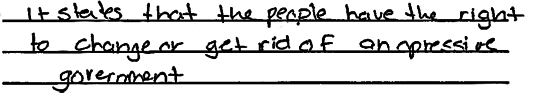 It states that the people have the right
to change or get rid of an opressive
government